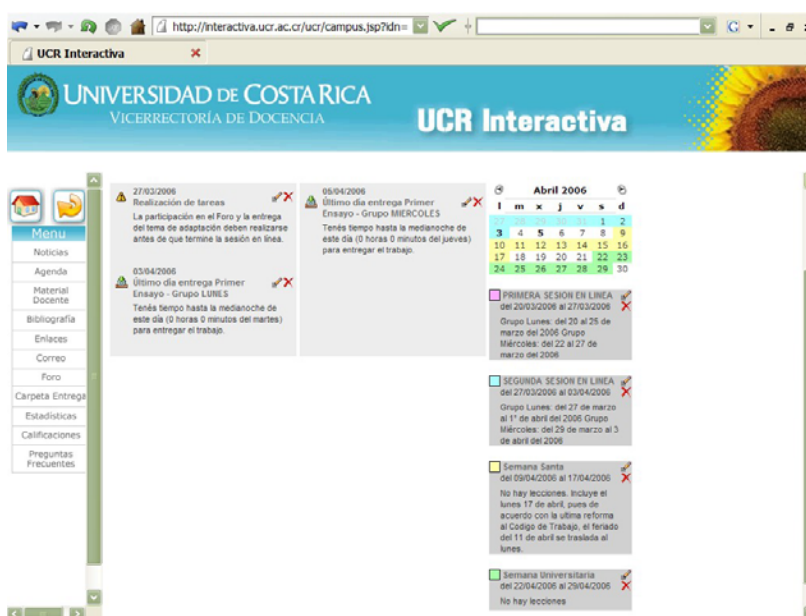 http://interactiva.ucr.ac.cr/ucr/campus.jsp?idn=
UCR Interactiva
UNIVERSIDAD DE COSTA RICA
VICERRECTORÍA DE DOCENCIA
UCR Interactiva
Menu
Noticias
Agenda
Material
Docente
Bibliografía
Enlaces
Correo
Foro
Carpeta Entrega
Estadísticas
Calificaciones
Preguntas
Frecuentes
27/03/2006
Realización de tareas
La participación en el Foro y la entrega
del tema de adaptación deben realizarse
antes de que termine la sesión en línea.
03/04/2006
Último día entrega Primer
Ensayo - Grupo LUNES
Tenés tiempo hasta la medianoche de
este día (0 horas 0 minutos del martes)
para entregar el trabajo.
05/04/2006
Último día entrega Primer
Ensayo - Grupo MIERCOLES
Tenés tiempo hasta la medianoche de
este día (0 horas 0 minutos del jueves)
para entregar el trabajo.
Abril 2006
l m x j v s d
27 28 29 30 31 1 2
3 4 5 6 7 8 9
10 11 12 13 14 15 16
17 18 19 20 21 22 23
24 25 26 27 28 29 30
PRIMERA SESION EN LINEA
del 20/03/2006 al 27/03/2006
Grupo Lunes: del 20 al 25 de
marzo del 2006 Grupo
Miércoles: del 22 al 27 de
marzo del 2006
SEGUNDA SESION EN LINEA
del 27/03/2006 al 03/04/2006
Grupo Lunes: del 27 de marzo
al 1° de abril del 2006 Grupo
Miércoles: del 29 de marzo al 3
de abril del 2006
Semana Santa
del 09/04/2006 al 17/04/2006
No hay lecciones. Incluye el
lunes 17 de abril, pues de
acuerdo con la ultima reforma
al Código de Trabajo, el feriado
del 11 de abril se traslada al
lunes.
Semana Universitaria
del 22/04/2006 al 29/04/2006
No hay lecciones